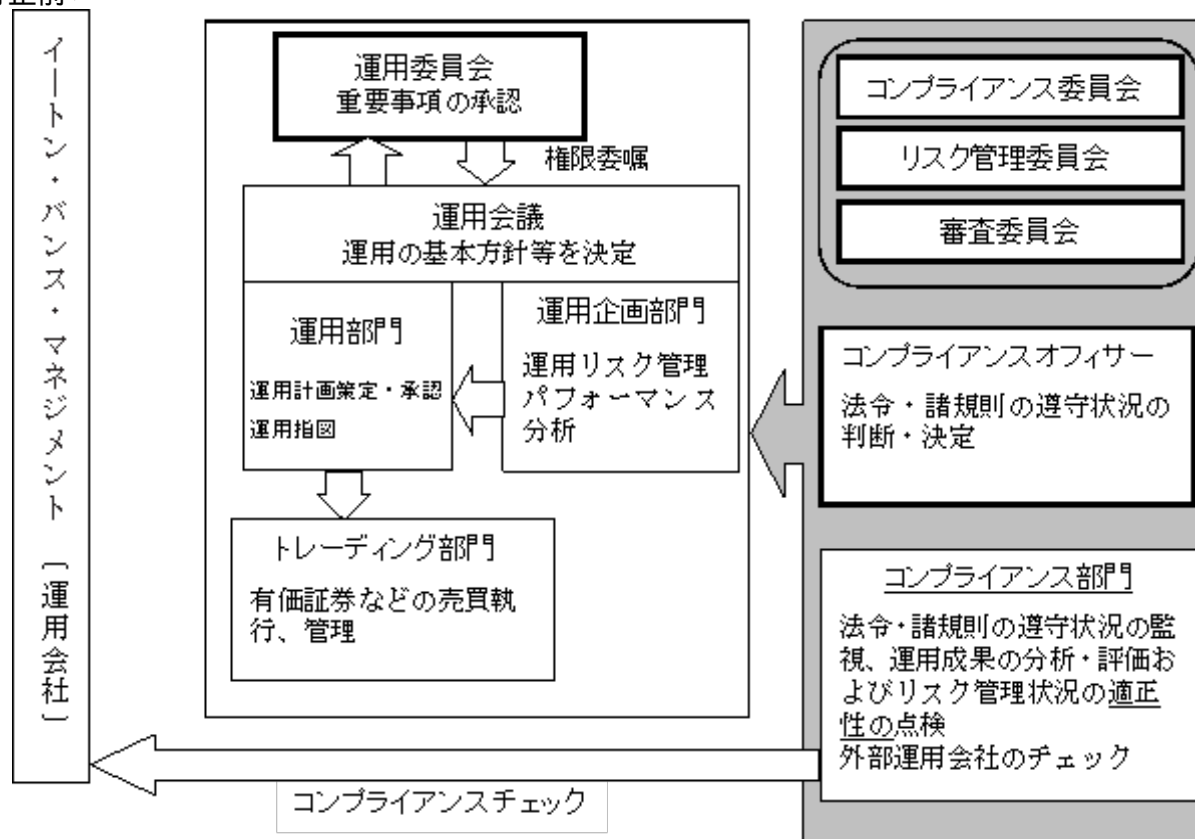 イートン・バンス・マネジメント〔運用会社〕
運用委員会
重要事項の承認
権限委嘱
運用会議
運用の基本方針等を決定
運用部門
運用計画策定・承認
運用指図
運用企画部門
運用リスク管理
パフォーマンス
分析
トレーディング部門
有価証券などの売買執
行、管理
コンプライアンス委員会
リスク管理委員会
審査委員会
コンプライアンスオフィサー
法令・諸規則の遵守状況の
判断・決定
コンプライアンス部門
法令・諸規則の遵守状況の監
視、運用成果の分析・評価お
よびリスク管理状況の適正
性の点検
外部運用会社のチェック
コンプライアンスチェック